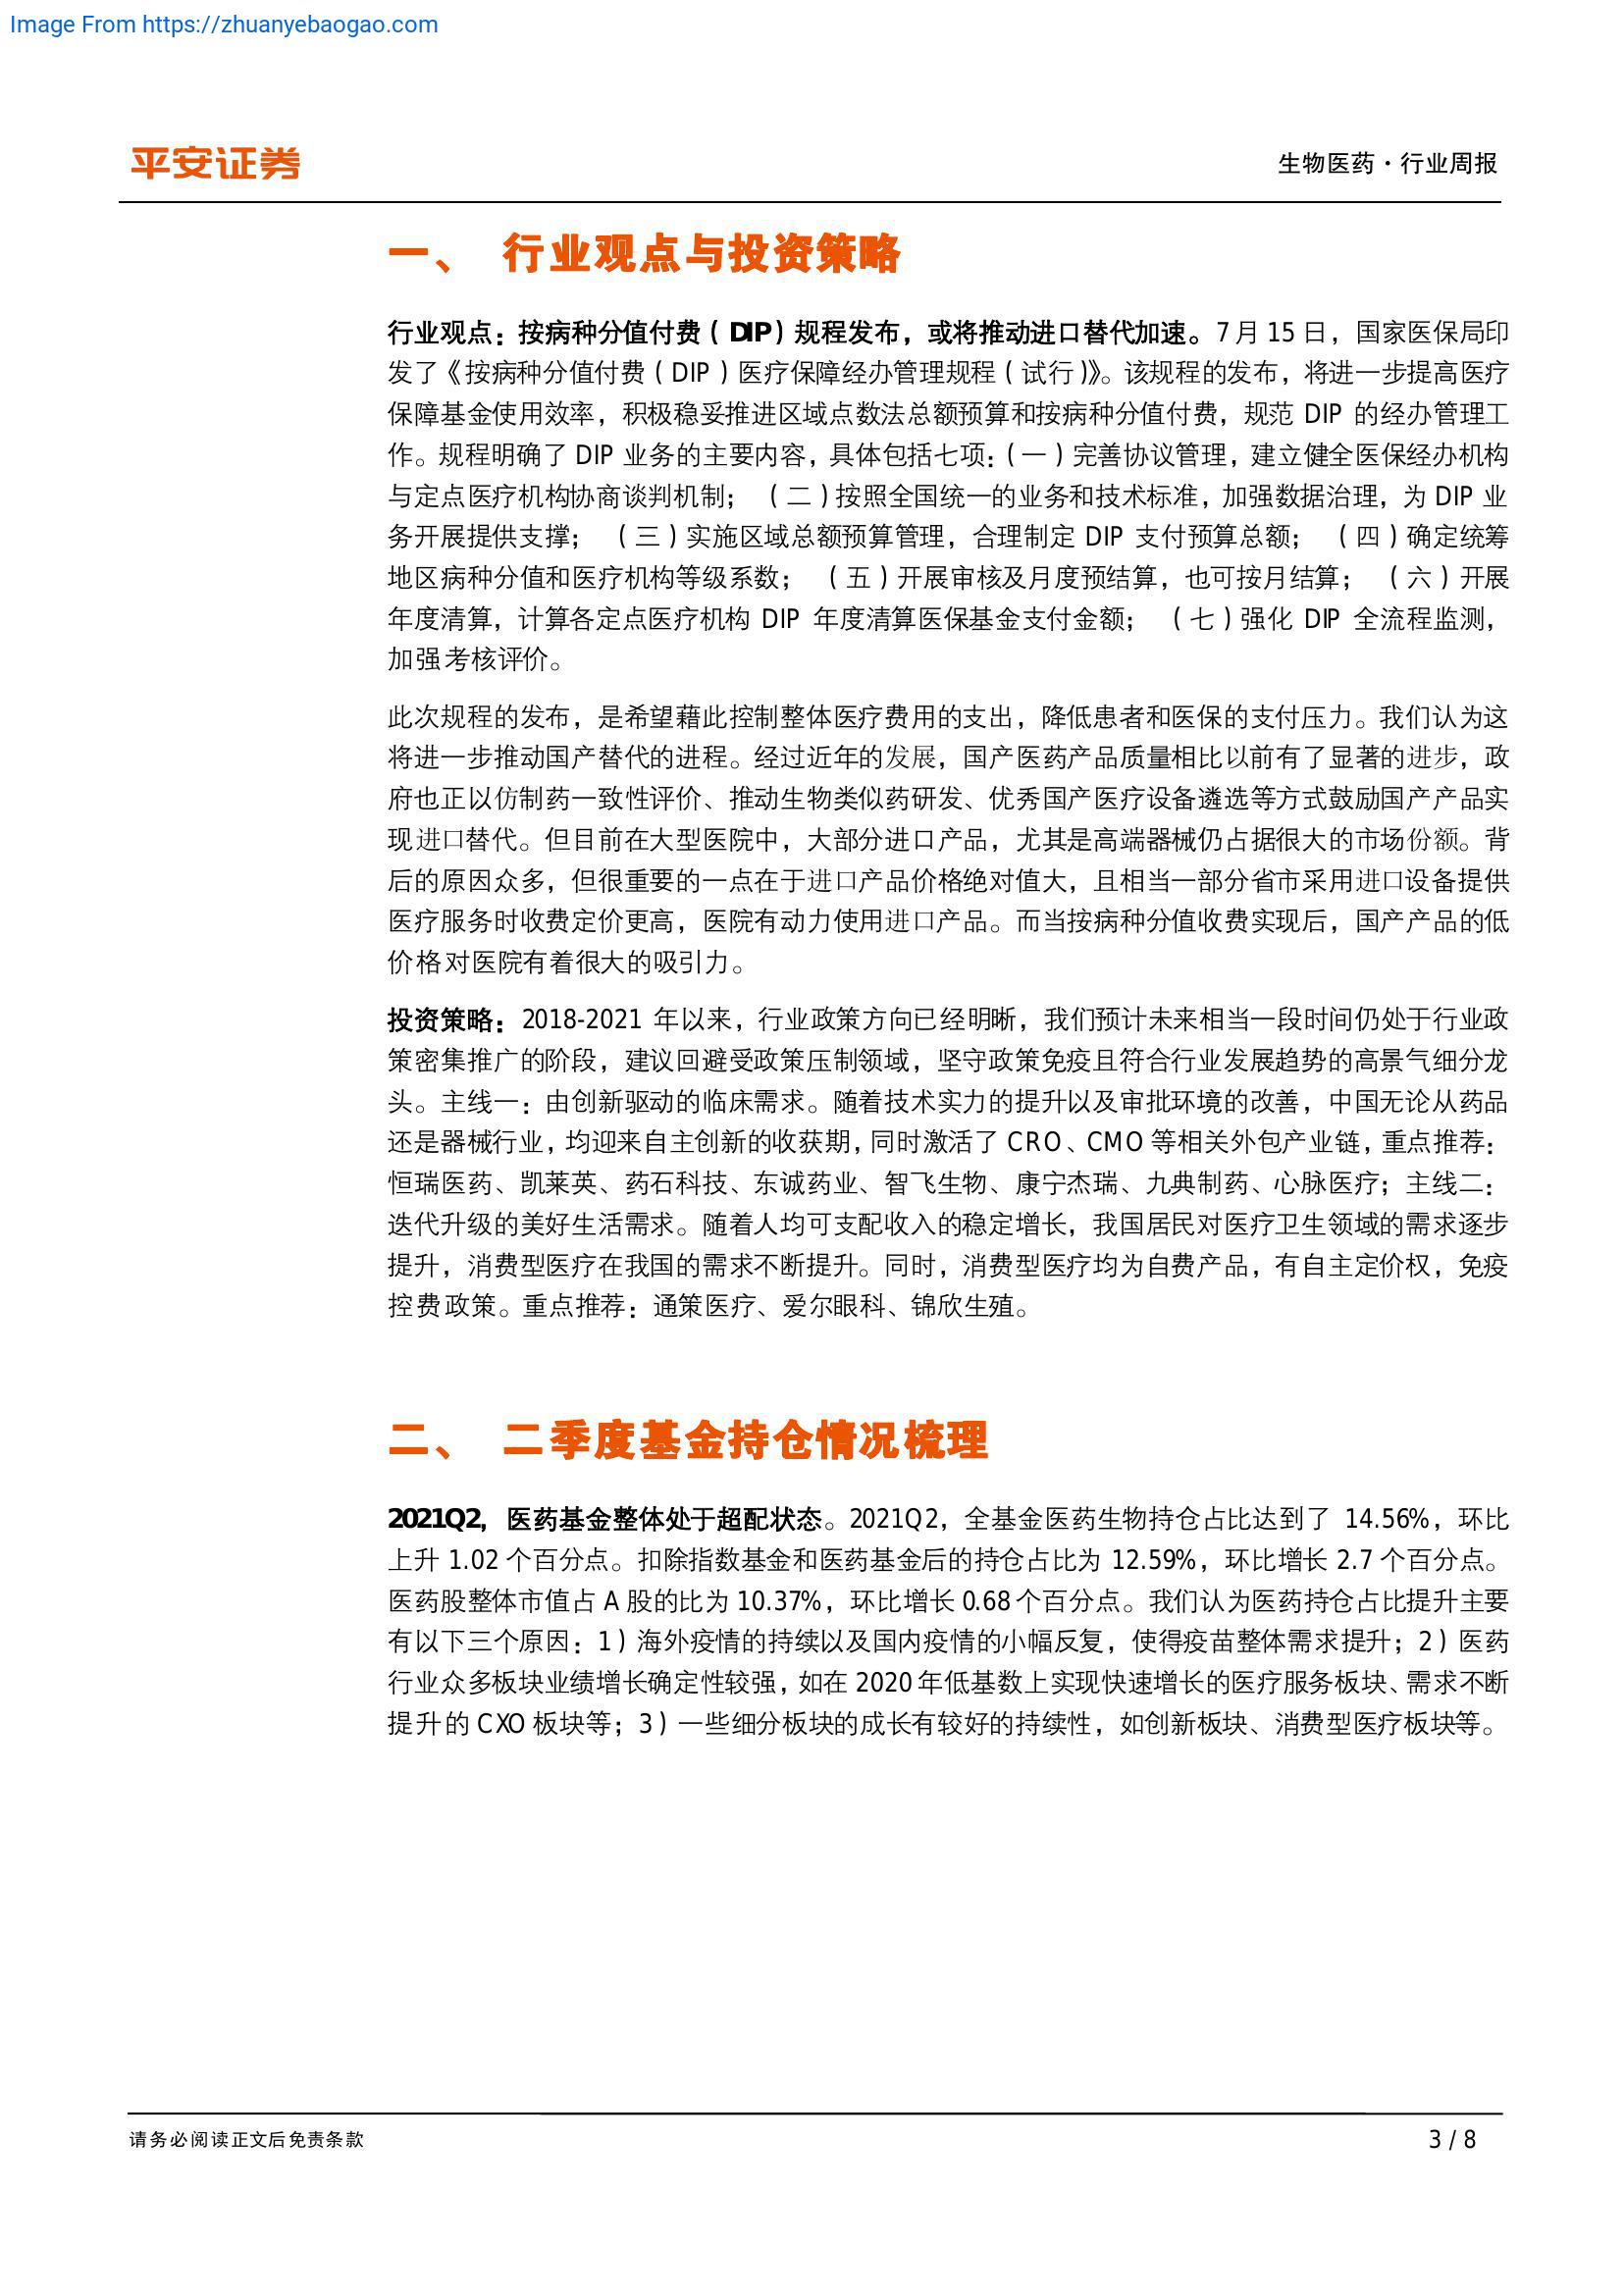 Image From https://zhuanyebaogao.com
平安证券
生物医药·行业周报
一、 行业观点与投资策略
行业观点：按病种分值付费（DIP）规程发布，或将推动进口替代加速。7月15日，国家医保局印
发了《按病种分值付费（DIP）医疗保障经办管理规程（试行）》。该规程的发布，将进一步提高医疗
保障基金使用效率，积极稳妥推进区域点数法总额预算和按病种分值付费，规范 DIP 的经办管理工
作。规程明确了 DIP 业务的主要内容，具体包括七项：（一）完善协议管理，建立健全医保经办机构
与定点医疗机构协商谈判机制； （二）按照全国统一的业务和技术标准，加强数据治理，为 DIP 业
务开展提供支撑； （三）实施区域总额预算管理，合理制定 DIP 支付预算总额； （四）确定统筹
地区病种分值和医疗机构等级系数； （五）开展审核及月度预结算，也可按月结算； （六）开展
年度清算，计算各定点医疗机构 DIP 年度清算医保基金支付金额； （七）强化 DIP 全流程监测，
加强考核评价。
此次规程的发布，是希望藉此控制整体医疗费用的支出，降低患者和医保的支付压力。我们认为这
将进一步推动国产替代的进程。经过近年的发展，国产医药产品质量相比以前有了显著的进步，政
府也正以仿制药一致性评价、推动生物类似药研发、优秀国产医疗设备遴选等方式鼓励国产产品实
现进口替代。但目前在大型医院中，大部分进口产品，尤其是高端器械仍占据很大的市场份额。背
后的原因众多，但很重要的一点在于进口产品价格绝对值大，且相当一部分省市采用进口设备提供
医疗服务时收费定价更高，医院有动力使用进口产品。而当按病种分值收费实现后，国产产品的低
价格对医院有着很大的吸引力。
投资策略：2018-2021 年以来，行业政策方向已经明晰，我们预计未来相当一段时间仍处于行业政
策密集推广的阶段，建议回避受政策压制领域，坚守政策免疫且符合行业发展趋势的高景气细分龙
头。主线一：由创新驱动的临床需求。随着技术实力的提升以及审批环境的改善，中国无论从药品
还是器械行业，均迎来自主创新的收获期，同时激活了 CRO、CMO 等相关外包产业链，重点推荐：
恒瑞医药、凯莱英、药石科技、东诚药业、智飞生物、康宁杰瑞、九典制药、心脉医疗；主线二：
迭代升级的美好生活需求。随着人均可支配收入的稳定增长，我国居民对医疗卫生领域的需求逐步
提升，消费型医疗在我国的需求不断提升。同时，消费型医疗均为自费产品，有自主定价权，免疫
控费政策。重点推荐：通策医疗、爱尔眼科、锦欣生殖。
二、 二季度基金持仓情况梳理
2021Q2，医药基金整体处于超配状态。2021Q2，全基金医药生物持仓占比达到了 14.56%，环比
上升 1.02 个百分点。扣除指数基金和医药基金后的持仓占比为 12.59%，环比增长 2.7 个百分点。
医药股整体市值占 A 股的比为 10.37%，环比增长 0.68 个百分点。我们认为医药持仓占比提升主要
有以下三个原因：1）海外疫情的持续以及国内疫情的小幅反复，使得疫苗整体需求提升；2）医药
行业众多板块业绩增长确定性较强，如在 2020 年低基数上实现快速增长的医疗服务板块、需求不断
提升的 CXO 板块等；3）一些细分板块的成长有较好的持续性，如创新板块、消费型医疗板块等。
请务必阅读正文后免责条款
3 / 8